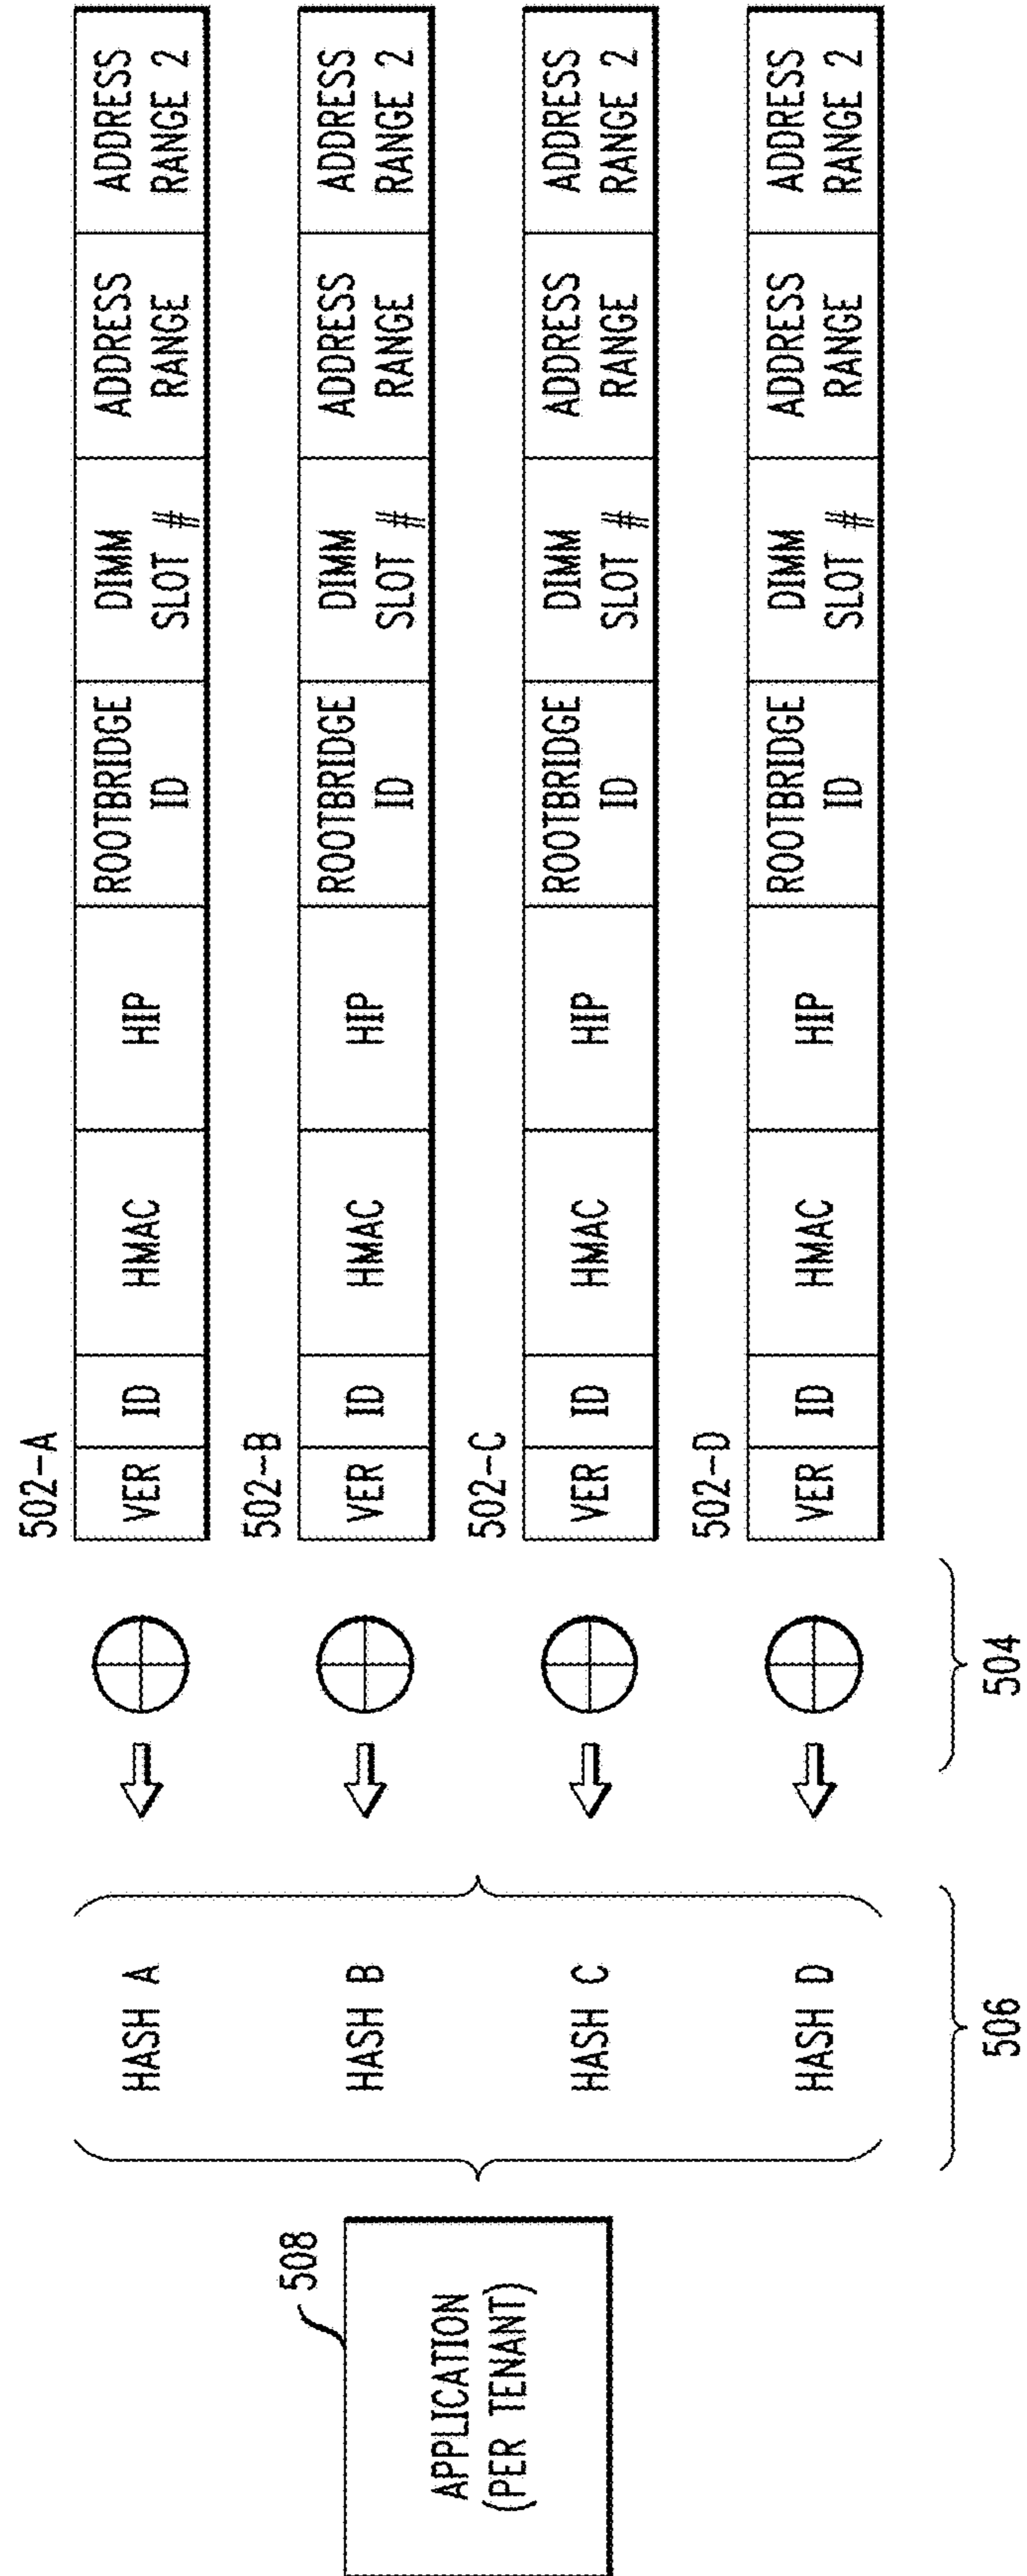 502-A
VER ID HMAC HIP ROOTBRIDGE ID DIMM SLOT # ADDRESS RANGE ADDRESS RANGE 2
HASH A
502-B
VER ID HMAC HIP ROOTBRIDGE ID DIMM SLOT # ADDRESS RANGE ADDRESS RANGE 2
HASH B
508
APPLICATION
(PER TENANT)
502-C
VER ID HMAC HIP ROOTBRIDGE ID DIMM SLOT # ADDRESS RANGE ADDRESS RANGE 2
HASH C
502-D
VER ID HMAC HIP ROOTBRIDGE ID DIMM SLOT # ADDRESS RANGE ADDRESS RANGE 2
HASH D
506
504